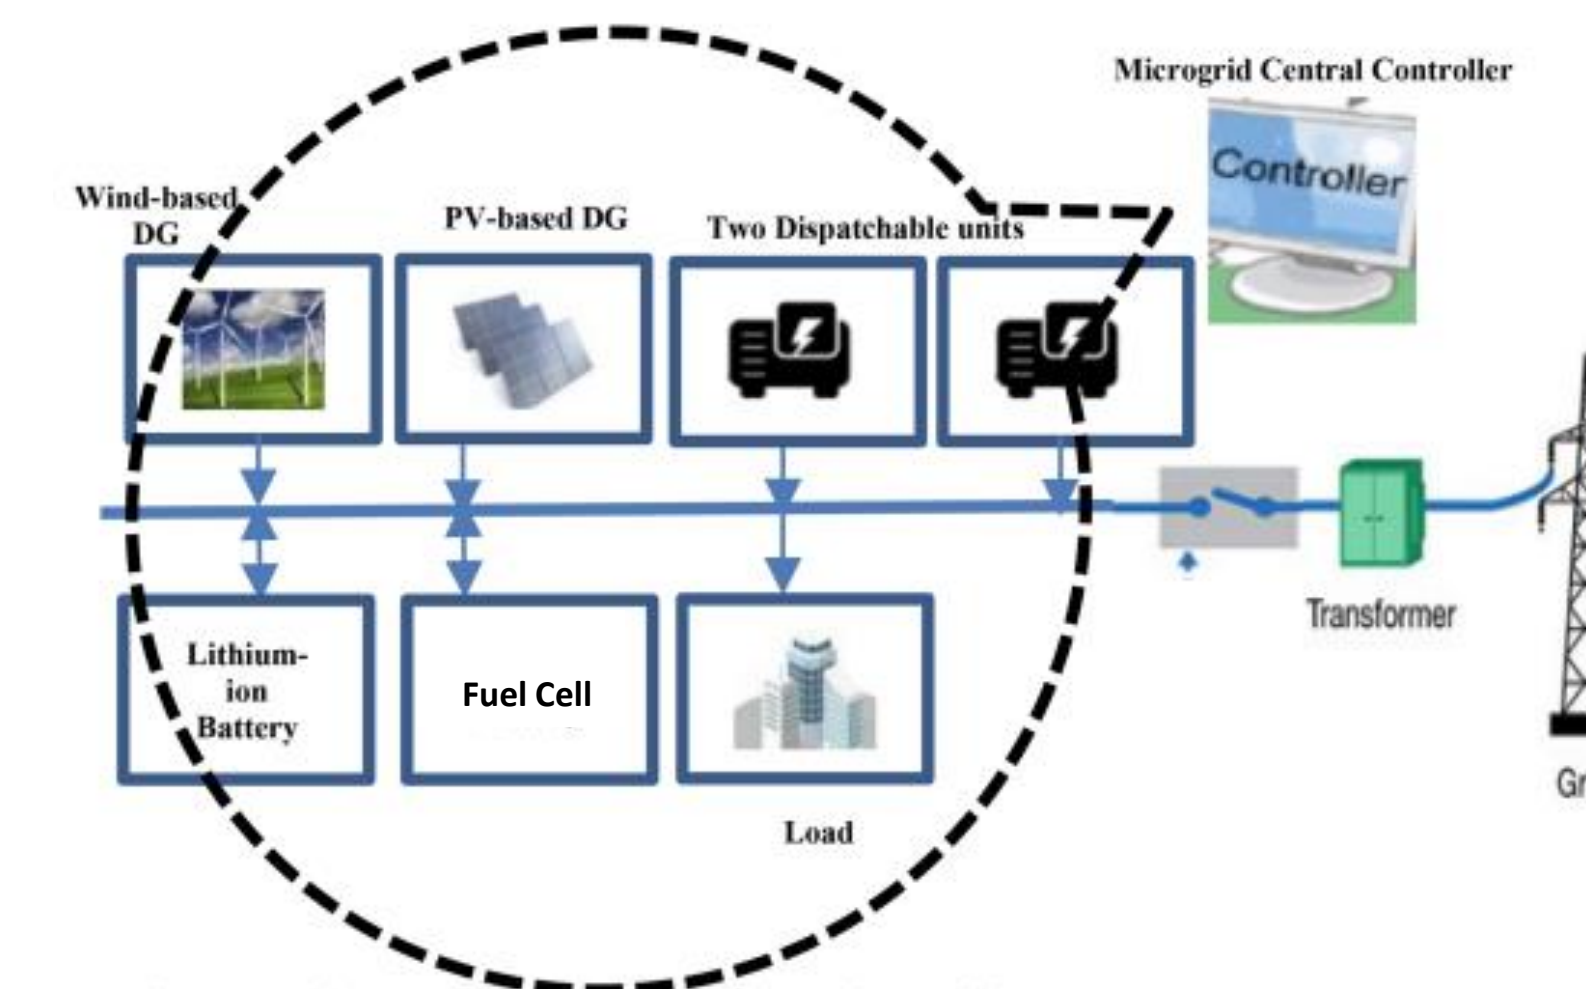 Microgrid Central Controller
Controller
Wind-based
DG
PV-based DG
Two Dispatchable units
Lithium-
ion
Battery
Fuel Cell
Transformer
Load
Gr